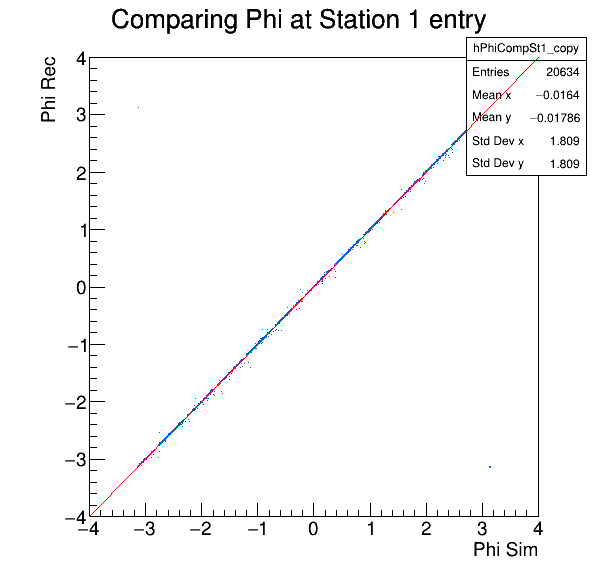 Comparing Phi at Station 1 entry
hPhiCompSt1_copy
Entries 20634
Mean x −0.0164
Mean y −0.01786
Std Dev x 1.809
Std Dev y 1.809
Phi Rec
4
3
2
1
0
−1
−2
−3
−4
−4 −3 −2 −1 0 1 2 3 4
Phi Sim